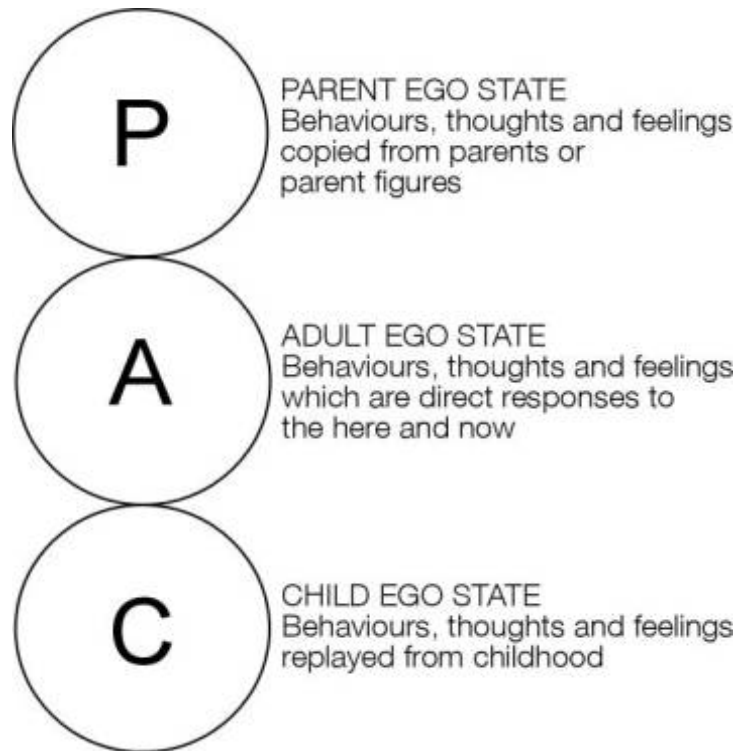 P
PARENT EGO STATE
Behaviours, thoughts and feelings
copied from parents or
parent figures
A
ADULT EGO STATE
Behaviours, thoughts and feelings
which are direct responses to
the here and now
C
CHILD EGO STATE
Behaviours, thoughts and feelings
replayed from childhood